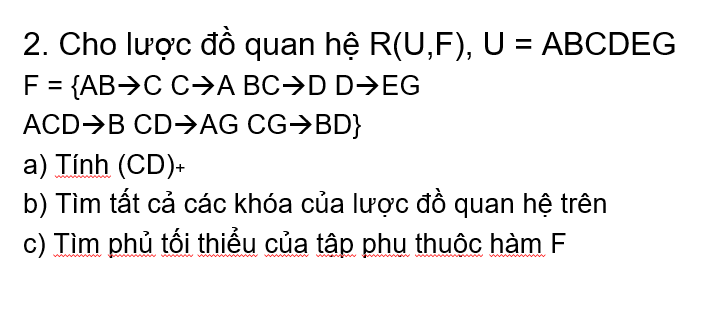 2. Cho lược đồ quan hệ R(U,F), U = ABCDEG
F = {AB→C C→A BC→D D→EG
ACD→B CD→AG CG→BD}
a) Tính (CD)+
b) Tìm tất cả các khóa của lược đồ quan hệ trên
c) Tìm phủ tối thiểu của tập phụ thuộc hàm F